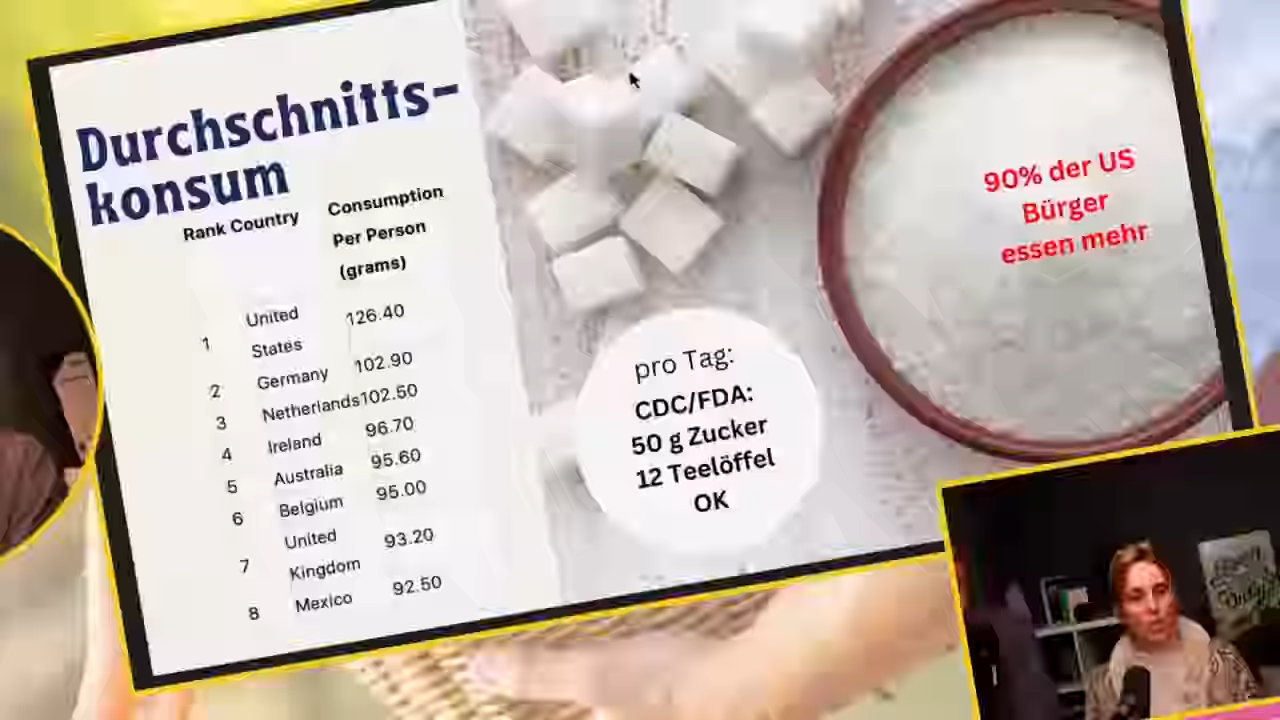 Durchschnitts-
konsum
Rank Country Consumption
Per Person
(grams)
1 United States 126.40
2 Germany 102.90
3 Netherlands 102.50
4 Ireland 96.70
5 Australia 95.60
6 Belgium 95.00
7 United Kingdom 93.20
8 Mexico 92.50
pro Tag:
CDC/FDA:
50 g Zucker
12 Teelöffel
OK
90% der US
Bürger
essen mehr